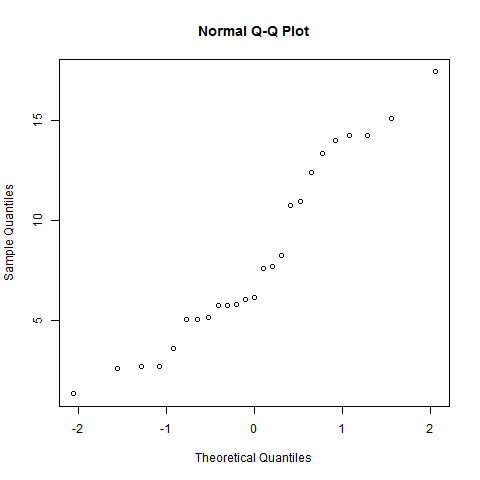 Normal Q-Q Plot
Sample Quantiles
15
10
5
-2 -1 0 1 2
Theoretical Quantiles